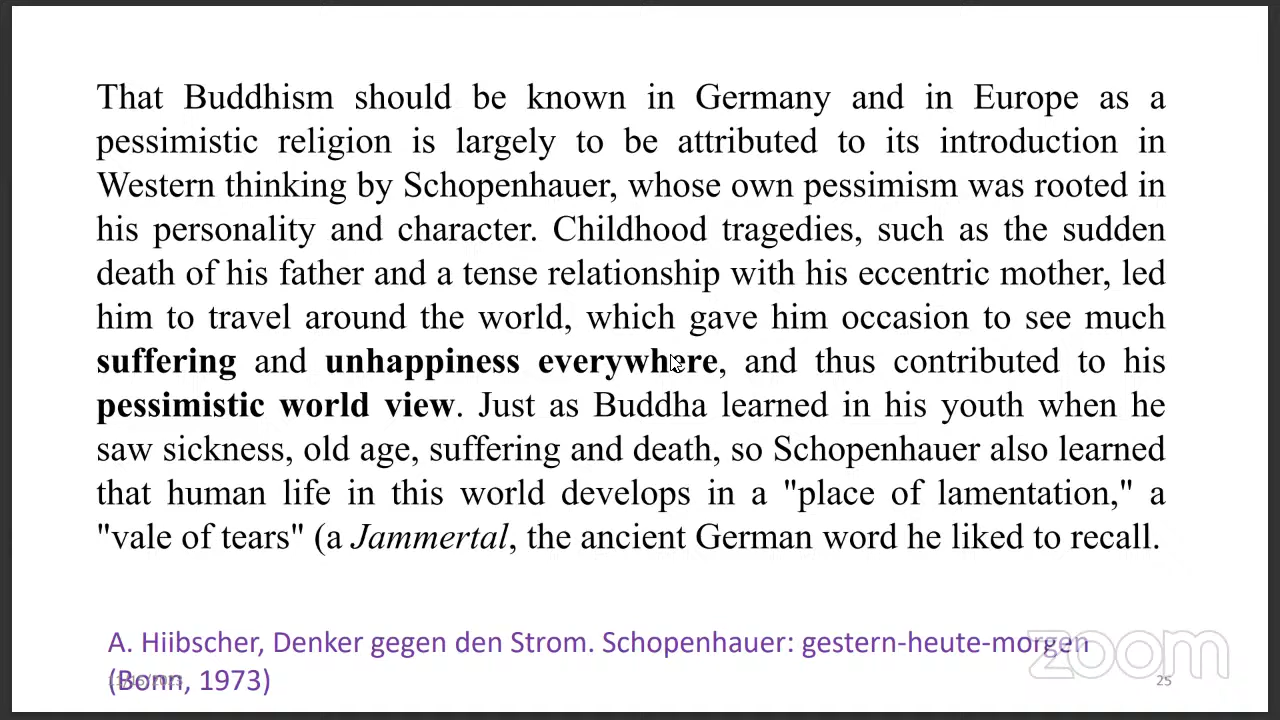 That Buddhism should be known in Germany and in Europe as a
pessimistic religion is largely to be attributed to its introduction in
Western thinking by Schopenhauer, whose own pessimism was rooted in
his personality and character. Childhood tragedies, such as the sudden
death of his father and a tense relationship with his eccentric mother, led
him to travel around the world, which gave him occasion to see much
suffering and unhappiness everywhere, and thus contributed to his
pessimistic world view. Just as Buddha learned in his youth when he
saw sickness, old age, suffering and death, so Schopenhauer also learned
that human life in this world develops in a "place of lamentation," a
"vale of tears" (a Jammertal, the ancient German word he liked to recall.
A. Hiibscher, Denker gegen den Strom. Schopenhauer: gestern-heute-morgen
(Bonn, 1973)
zoom
25